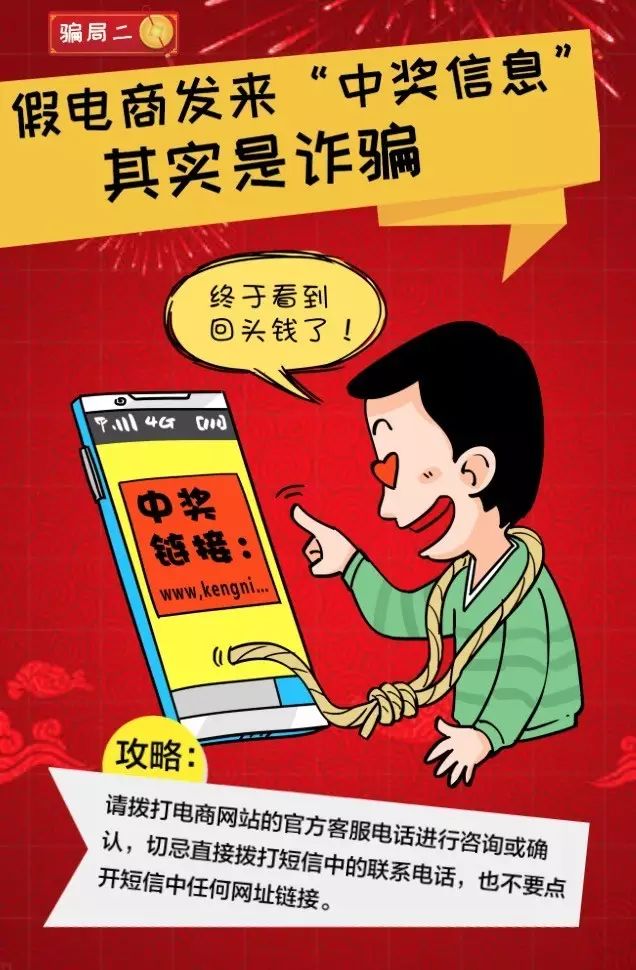 骗局二
假电商发来“中奖信息”
其实是诈骗
终于看到
回头钱了！
4G
中奖
链接：
www,kengni...
攻略：
请拨打电商网站的官方客服电话进行咨询或确
认，切忌直接拨打短信中的联系电话，也不要点
开短信中任何网址链接。